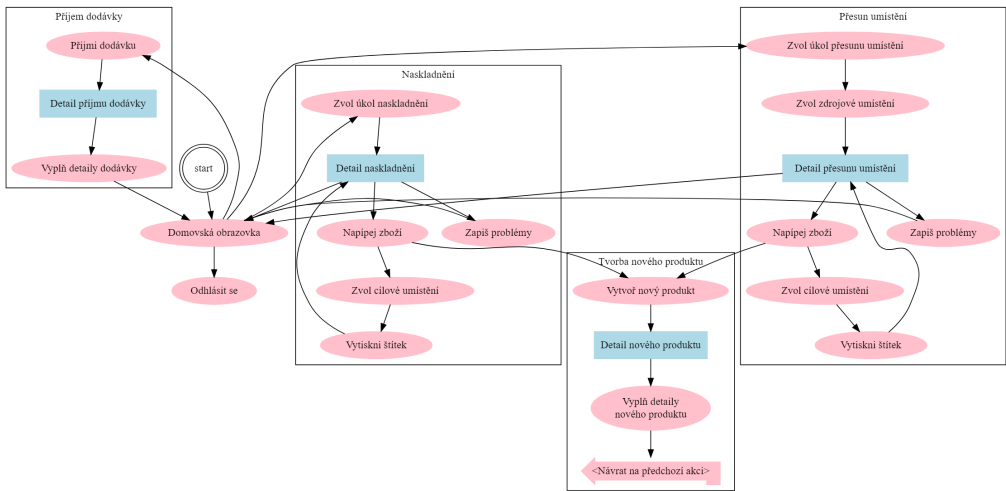 Příjem dodávky
Přijmi dodávku
Detail příjmu dodávky
Vyplň detaily dodávky
start
Domovská obrazovka
Odhlásit se
Naskladnění
Zvol úkol naskladnění
Detail naskladnění
Napípej zboží
Zapiš problémy
Zvol cílové umístění
Vytiskni štítek
Tvorba nového produktu
Vytvoř nový produkt
Detail nového produktu
Vyplň detaily
nového produktu
<Návrat na předchozí akci>
Přesun umístění
Zvol úkol přesunu umístění
Zvol zdrojové umístění
Detail přesunu umístění
Napípej zboží
Zapiš problémy
Zvol cílové umístění
Vytiskni štítek